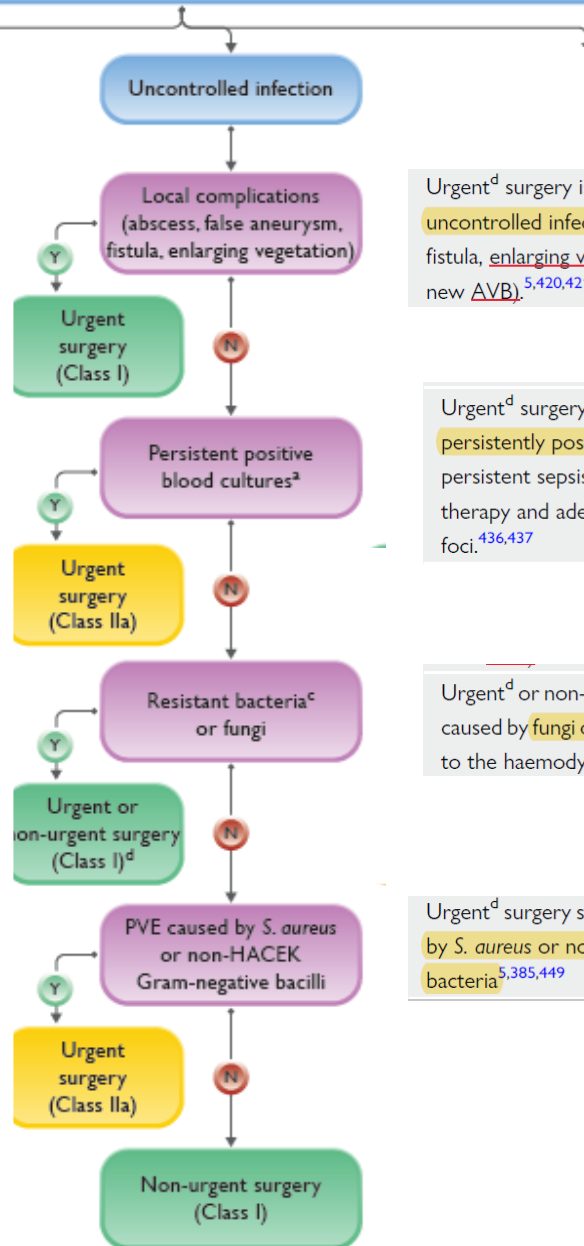 Uncontrolled infection
Local complications
(abscess, false aneurysm,
fistula, enlarging vegetation)
Y
Urgent
surgery
(Class I)
N
Persistent positive
blood culturesᵃ
Y
Urgent
surgery
(Class IIa)
N
Resistant bacteriaᶜ
or fungi
Y
Urgent or
non-urgent surgery
(Class I)ᵈ
N
PVE caused by S. aureus
or non-HACEK
Gram-negative bacilli
Y
Urgent
surgery
(Class IIa)
N
Non-urgent surgery
(Class I)
Urgentᵈ surgery i
uncontrolled infec
fistula, enlarging v
new AVB).⁵,⁴²⁰,⁴²
Urgentᵈ surgery
persistently pos
persistent sepsis
therapy and ade
foci.⁴³⁶,⁴³⁷
Urgentᵈ or non-
caused by fungi o
to the haemody
Urgentᵈ surgery s
by S. aureus or no
bacteria⁵,³⁸⁵,⁴⁴⁹